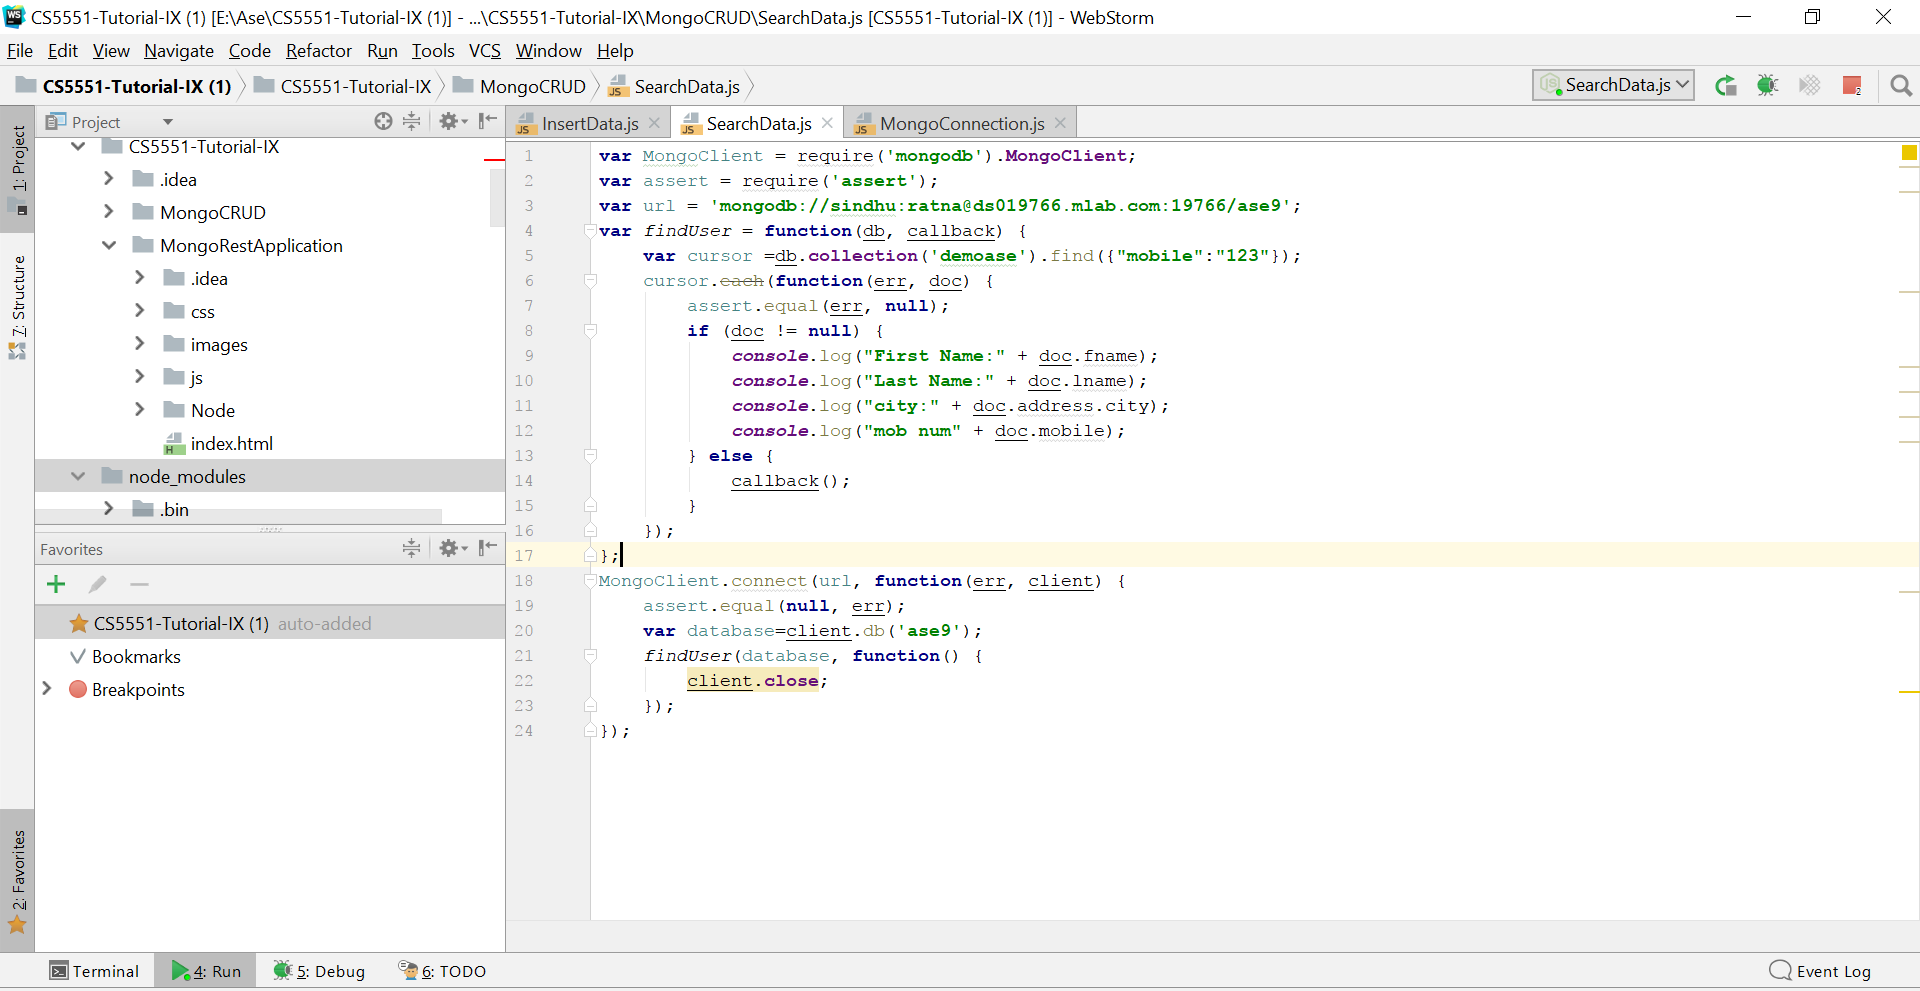 WS CS5551-Tutorial-IX (1) [E:\Ase\CS5551-Tutorial-IX (1)] - ...\CS5551-Tutorial-IX\MongoCRUD\SearchData.js [CS5551-Tutorial-IX (1)] - WebStorm
File Edit View Navigate Code Refactor Run Tools VCS Window Help
CS5551-Tutorial-IX (1) CS5551-Tutorial-IX MongoCRUD SearchData.js
SearchData.js
2
1: Project
7: Structure
2: Favorites
Project
CS5551-Tutorial-IX
.idea
MongoCRUD
MongoRestApplication
.idea
css
images
js
Node
index.html
node_modules
.bin
Favorites
CS5551-Tutorial-IX (1) auto-added
Bookmarks
Breakpoints
InsertData.js SearchData.js MongoConnection.js
1 var MongoClient = require('mongodb').MongoClient;
2 var assert = require('assert');
3 var url = 'mongodb://sindhu:ratna@ds019766.mlab.com:19766/ase9';
4 var findUser = function(db, callback) {
5 var cursor =db.collection('demoase').find({"mobile":"123"});
6 cursor.each(function(err, doc) {
7 assert.equal(err, null);
8 if (doc != null) {
9 console.log("First Name:" + doc.fname);
10 console.log("Last Name:" + doc.lname);
11 console.log("city:" + doc.address.city);
12 console.log("mob num" + doc.mobile);
13 } else {
14 callback();
15 }
16 });
17 };
18 MongoClient.connect(url, function(err, client) {
19 assert.equal(null, err);
20 var database=client.db('ase9');
21 findUser(database, function() {
22 client.close;
23 });
24 });
Terminal 4: Run 5: Debug 6: TODO Event Log